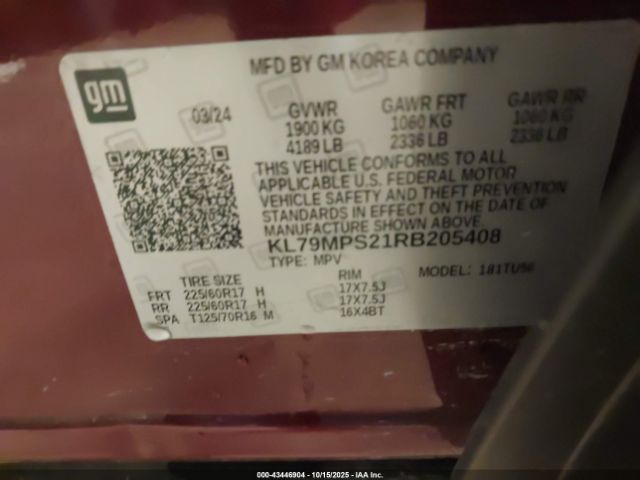 gm
MFD BY GM KOREA COMPANY
03/24
GVWR GAWR FRT GAWR RR
1900 KG 1060 KG 1060 KG
4189 LB 2336 LB 2336 LB
THIS VEHICLE CONFORMS TO ALL
APPLICABLE U.S. FEDERAL MOTOR
VEHICLE SAFETY AND THEFT PREVENTION
STANDARDS IN EFFECT ON THE DATE OF
MANUFACTURE SHOWN ABOVE
KL79MPS21RB205408
TYPE: MPV MODEL: 181TU56
TIRE SIZE RIM
FRT 225/60R17 H 17X7.5J
RR 225/60R17 H 17X7.5J
SPA T125/70R16 M 16X4BT
000-43446904 - 10/15/2025 - IAA Inc.